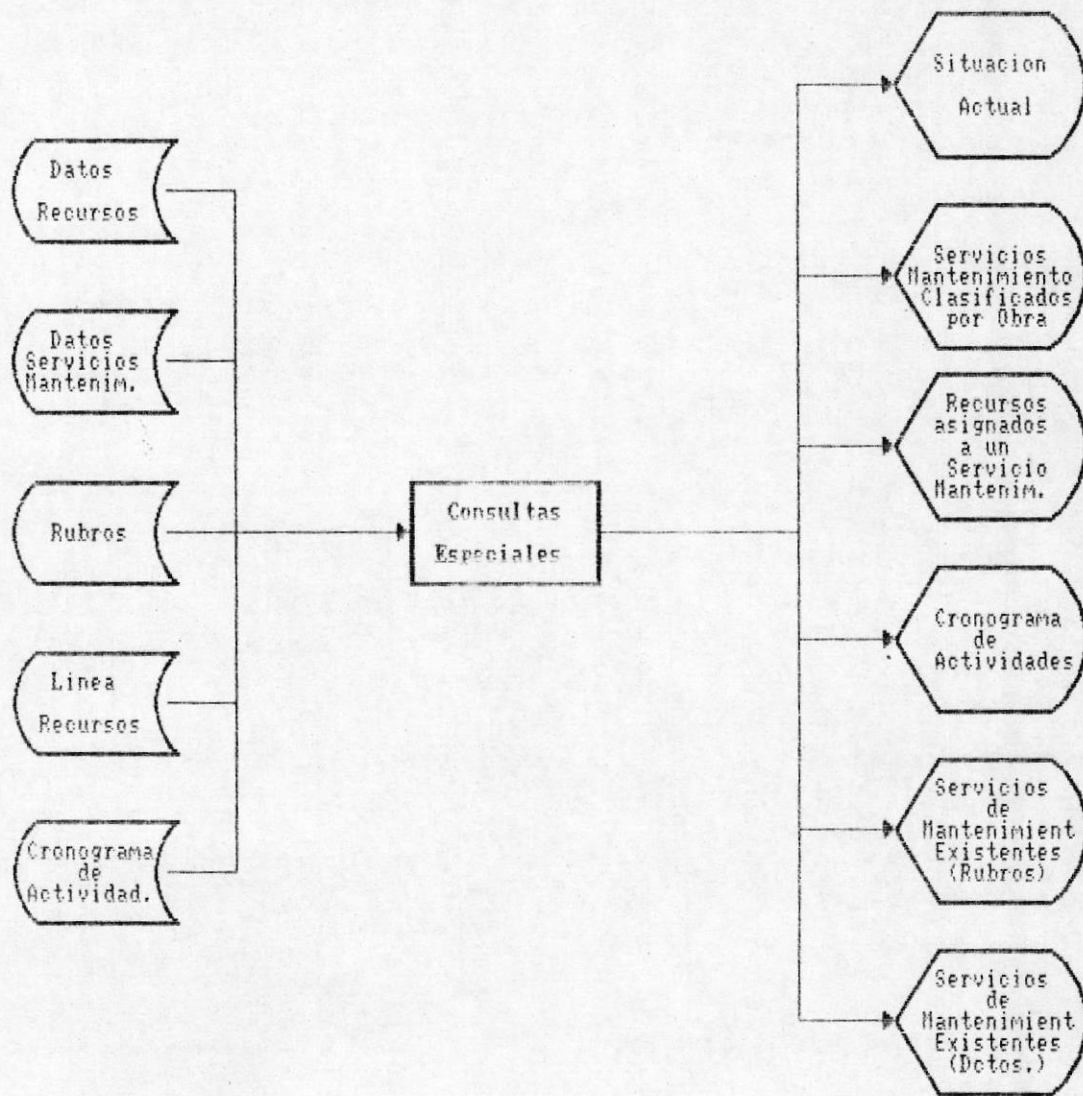 Datos
Recursos
Datos
Servicios
Mantenim.
Rubros
Linea
Recursos
Cronograma
de
Actividad.
Consultas
Especiales
Situacion
Actual
Servicios
Mantenimiento
Clasificados
por Obra
Recursos
asignados
a un
Servicio
Mantenim.
Cronograma
de
Actividades
Servicios
de
Mantenimient
Existentes
(Rubros)
Servicios
de
Mantenimient
Existentes
(Dctos.)